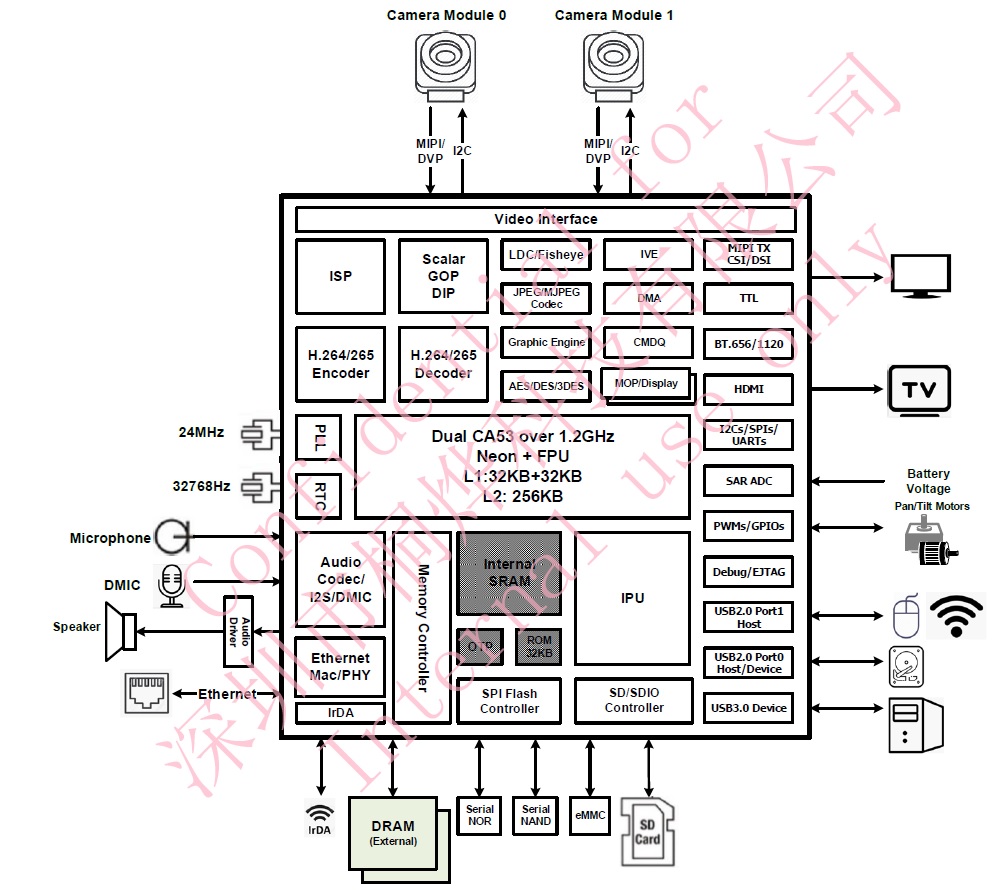 Camera Module 0
Camera Module 1
MIPI/
DVP
I2C
MIPI/
DVP
I2C
Video Interface
ISP
Scalar
GOP
DIP
LDC/Fisheye
IVE
MIPI TX
CSI/DSI
JPEG/MJPEG
Codec
DMA
TTL
H.264/265
Encoder
H.264/265
Decoder
Graphic Engine
CMDQ
BT.656/1120
AES/DES/3DES
MOP/Display
HDMI
TV
24MHz
PLL
Dual CA53 over 1.2GHz
Neon + FPU
L1:32KB+32KB
L2: 256KB
I2Cs/SPIs/
UARTs
32768Hz
RTC
SAR ADC
Battery
Voltage
Pan/Tilt Motors
PWMs/GPIOs
Microphone
Audio
Codec/
I2S/DMIC
Memory Controller
Internal
SRAM
IPU
Debug/EJTAG
DMIC
USB2.0 Port1
Host
Speaker
Audio
Driver
OTP
ROM
32KB
Ethernet
Mac/PHY
USB2.0 Port0
Host/Device
Ethernet
SPI Flash
Controller
SD/SDIO
Controller
USB3.0 Device
IrDA
IrDA
DRAM
(External)
Serial
NOR
Serial
NAND
eMMC
SD
Card
Confidential for
深圳市炯烨科技有限公司
Internal use only